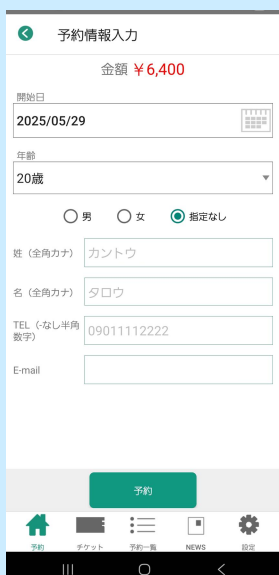 予約情報入力
金額 ￥6,400
開始日
2025/05/29
年齢
20歳
男 女 指定なし
姓（全角カナ） カントウ
名（全角カナ） タロウ
TEL（-なし半角
数字） 09011112222
E-mail
予約
予約 チケット 予約一覧 NEWS 設定